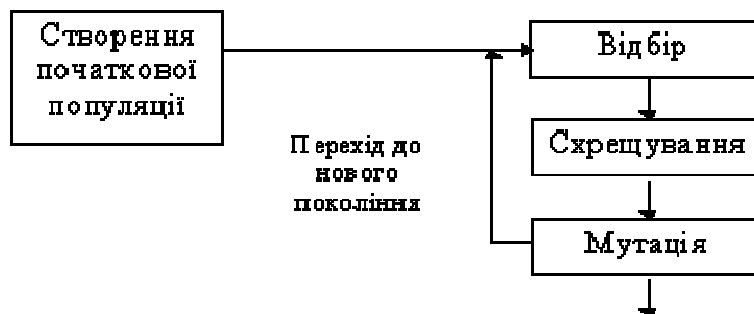 Створення
початкової
популяції
Відбір
Схрещування
Перехід до
нового
покоління
Мутація